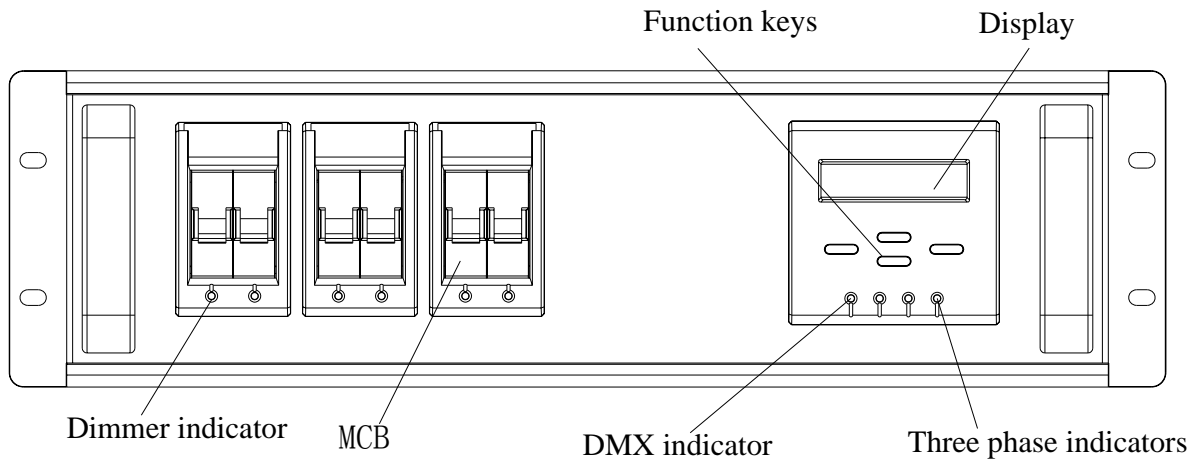 Function keys
Display
Dimmer indicator
MCB
DMX indicator
Three phase indicators